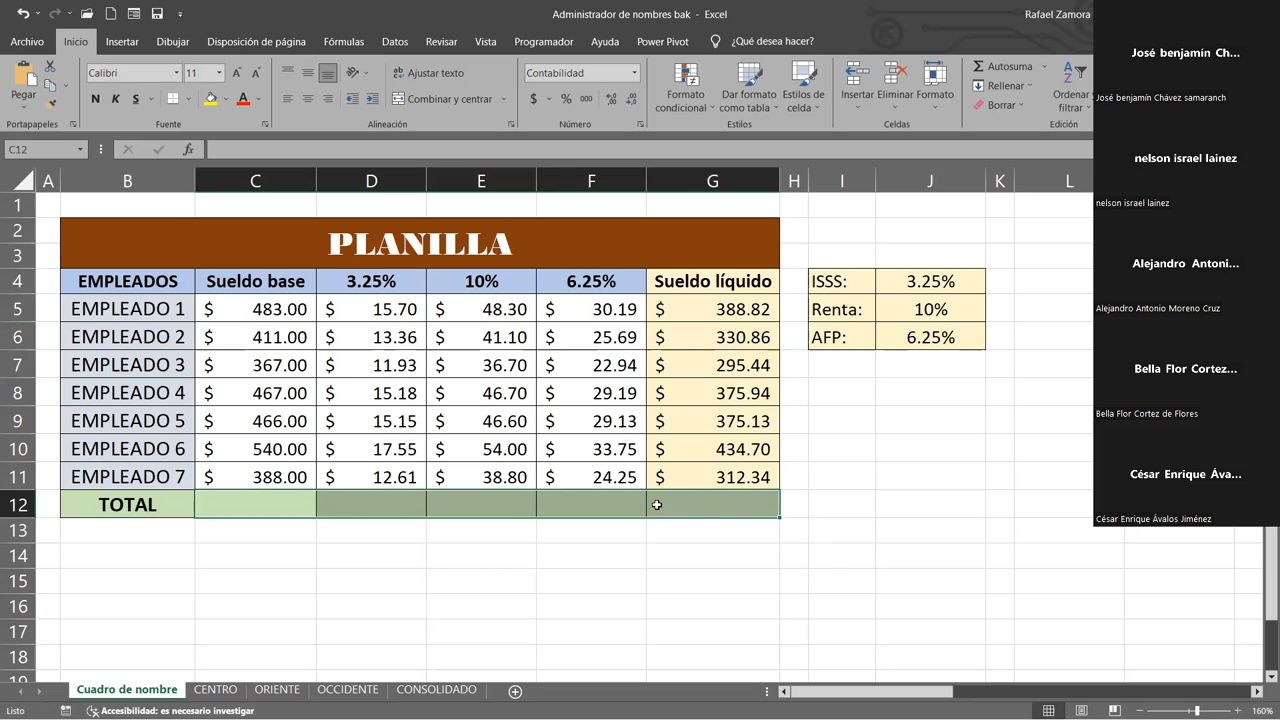 Administrador de nombres bak - Excel
Rafael Zamora
Archivo Inicio Insertar Dibujar Disposición de página Fórmulas Datos Revisar Vista Programador Ayuda Power Pivot ¿Qué desea hacer?
Pegar
Calibri 11
N K S
Ajustar texto
Combinar y centrar
Contabilidad
$ % 000
Formato condicional
Dar formato como tabla
Estilos de celda
Insertar Eliminar Formato
Autosuma
Rellenar
Borrar
Ordenar y filtrar
Portapapeles Fuente Alineación Número Estilos Celdas Edición
C12 fx
A B C D E F G H I J K L
1
2 PLANILLA
3
4 EMPLEADOS Sueldo base 3.25% 10% 6.25% Sueldo líquido ISSS: 3.25%
5 EMPLEADO 1 $ 483.00 $ 15.70 $ 48.30 $ 30.19 $ 388.82 Renta: 10%
6 EMPLEADO 2 $ 411.00 $ 13.36 $ 41.10 $ 25.69 $ 330.86 AFP: 6.25%
7 EMPLEADO 3 $ 367.00 $ 11.93 $ 36.70 $ 22.94 $ 295.44
8 EMPLEADO 4 $ 467.00 $ 15.18 $ 46.70 $ 29.19 $ 375.94
9 EMPLEADO 5 $ 466.00 $ 15.15 $ 46.60 $ 29.13 $ 375.13
10 EMPLEADO 6 $ 540.00 $ 17.55 $ 54.00 $ 33.75 $ 434.70
11 EMPLEADO 7 $ 388.00 $ 12.61 $ 38.80 $ 24.25 $ 312.34
12 TOTAL
13
14
15
16
17
18
Cuadro de nombre CENTRO ORIENTE OCCIDENTE CONSOLIDADO
Listo Accesibilidad: es necesario investigar 160%
José benjamín Ch...
José benjamín Chávez samaranch
nelson israel lainez
nelson israel lainez
Alejandro Antoni...
Alejandro Antonio Moreno Cruz
Bella Flor Cortez...
Bella Flor Cortez de Flores
César Enrique Áva...
César Enrique Ávalos Jiménez